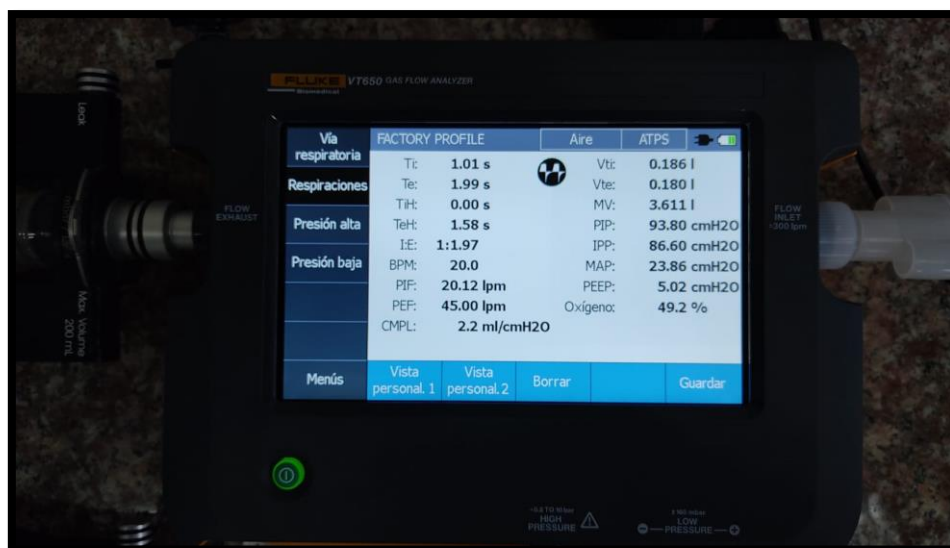 FLUKE VT650 GAS FLOW ANALYZER
Biomedical
Leak
Max Volume
200 mL
FLOW
EXHAUST
FLOW
INLET
Vía
respiratoria
Respiraciones
Presión alta
Presión baja
Menús
FACTORY PROFILE Aire ATPS
Ti: 1.01 s Vti: 0.186 l
Te: 1.99 s Vte: 0.180 l
TiH: 0.00 s MV: 3.611 l
TeH: 1.58 s PIP: 93.80 cmH2O
I:E: 1:1.97 IPP: 86.60 cmH2O
BPM: 20.0 MAP: 23.86 cmH2O
PIF: 20.12 lpm PEEP: 5.02 cmH2O
PEF: 45.00 lpm Oxígeno: 49.2 %
CMPL: 2.2 ml/cmH2O
Vista
personal. 1
Vista
personal. 2
Borrar
Guardar
HIGH
PRESSURE
LOW
PRESSURE